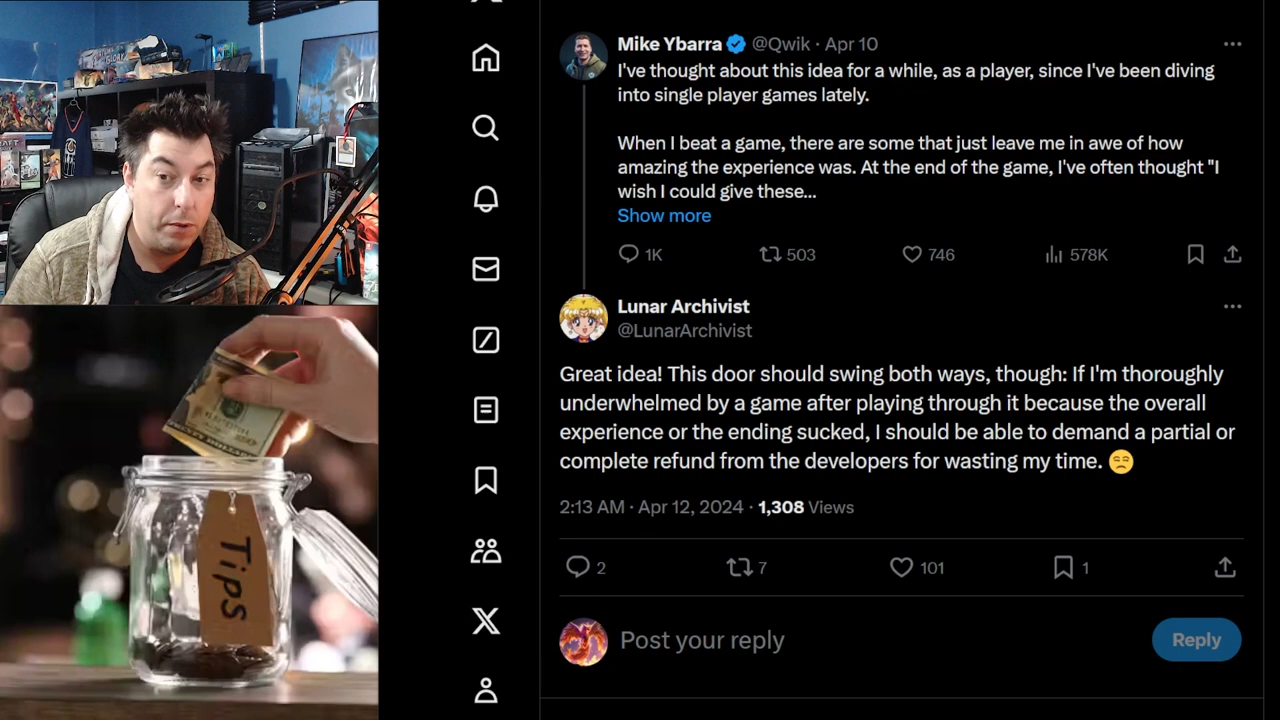 Mike Ybarra @Qwik · Apr 10
I've thought about this idea for a while, as a player, since I've been diving
into single player games lately.
When I beat a game, there are some that just leave me in awe of how
amazing the experience was. At the end of the game, I've often thought "I
wish I could give these...
Show more
1K 503 746 578K
Lunar Archivist
@LunarArchivist
Great idea! This door should swing both ways, though: If I'm thoroughly
underwhelmed by a game after playing through it because the overall
experience or the ending sucked, I should be able to demand a partial or
complete refund from the developers for wasting my time. 😒
2:13 AM · Apr 12, 2024 · 1,308 Views
2 7 101 1
Post your reply Reply
Tips